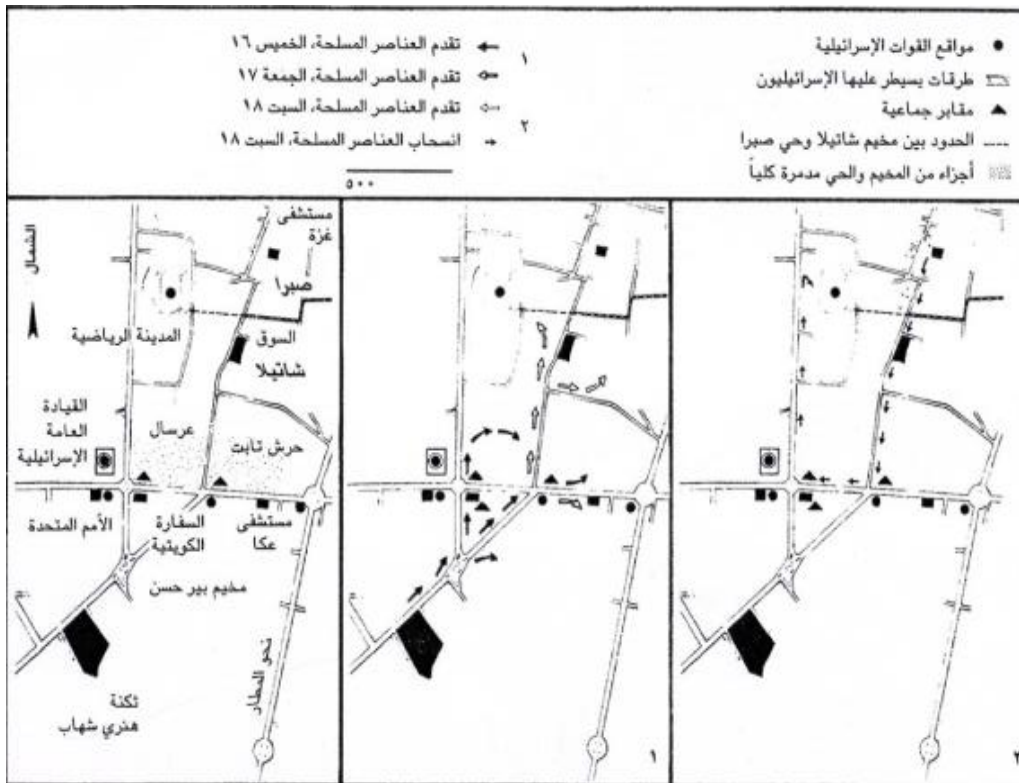 مواقع القوات الإسرائيلية
طرقات يسيطر عليها الإسرائيليون
مقابر جماعية
الحدود بين مخيم شاتيلا وحي صبرا
أجزاء من المخيم والحي مدمرة كلياً
١
تقدم العناصر المسلحة، الخميس ١٦
تقدم العناصر المسلحة، الجمعة ١٧
تقدم العناصر المسلحة، السبت ١٨
٢
انسحاب العناصر المسلحة، السبت ١٨
٥٠٠
الشمال
مستشفى
غزة
صبرا
المدينة الرياضية
السوق
شاتيلا
القيادة
العامة
الإسرائيلية
عرسال
حرش تابت
الأمم المتحدة
السفارة
الكويتية
مستشفى
عكا
مخيم بير حسن
نحو المطار
ثكنة
هنري شهاب
١
٢